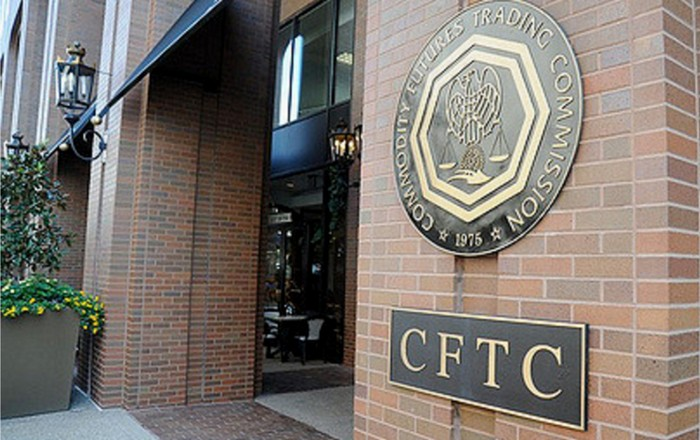 COMMODITY FUTURES TRADING COMMISSION
★ 1975 ★
CFTC